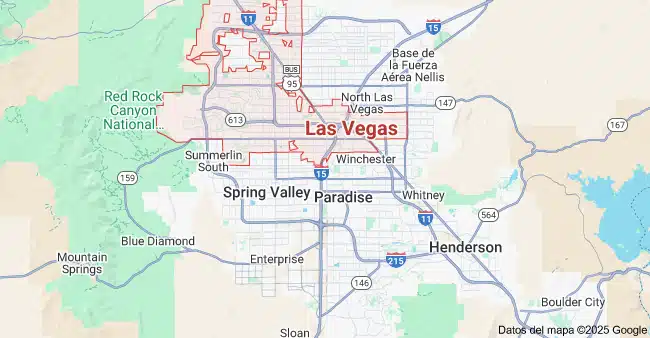 11
15
Base de
la Fuerza
Aérea Nellis
BUS
95
Red Rock
Canyon
National...
North Las
Vegas
147
613
Las Vegas
167
Summerlin
South
Winchester
159
15
Spring Valley
Paradise
Whitney
11
564
Blue Diamond
Henderson
Mountain
Springs
Enterprise
215
146
Boulder City
Sloan
Datos del mapa ©2025 Google